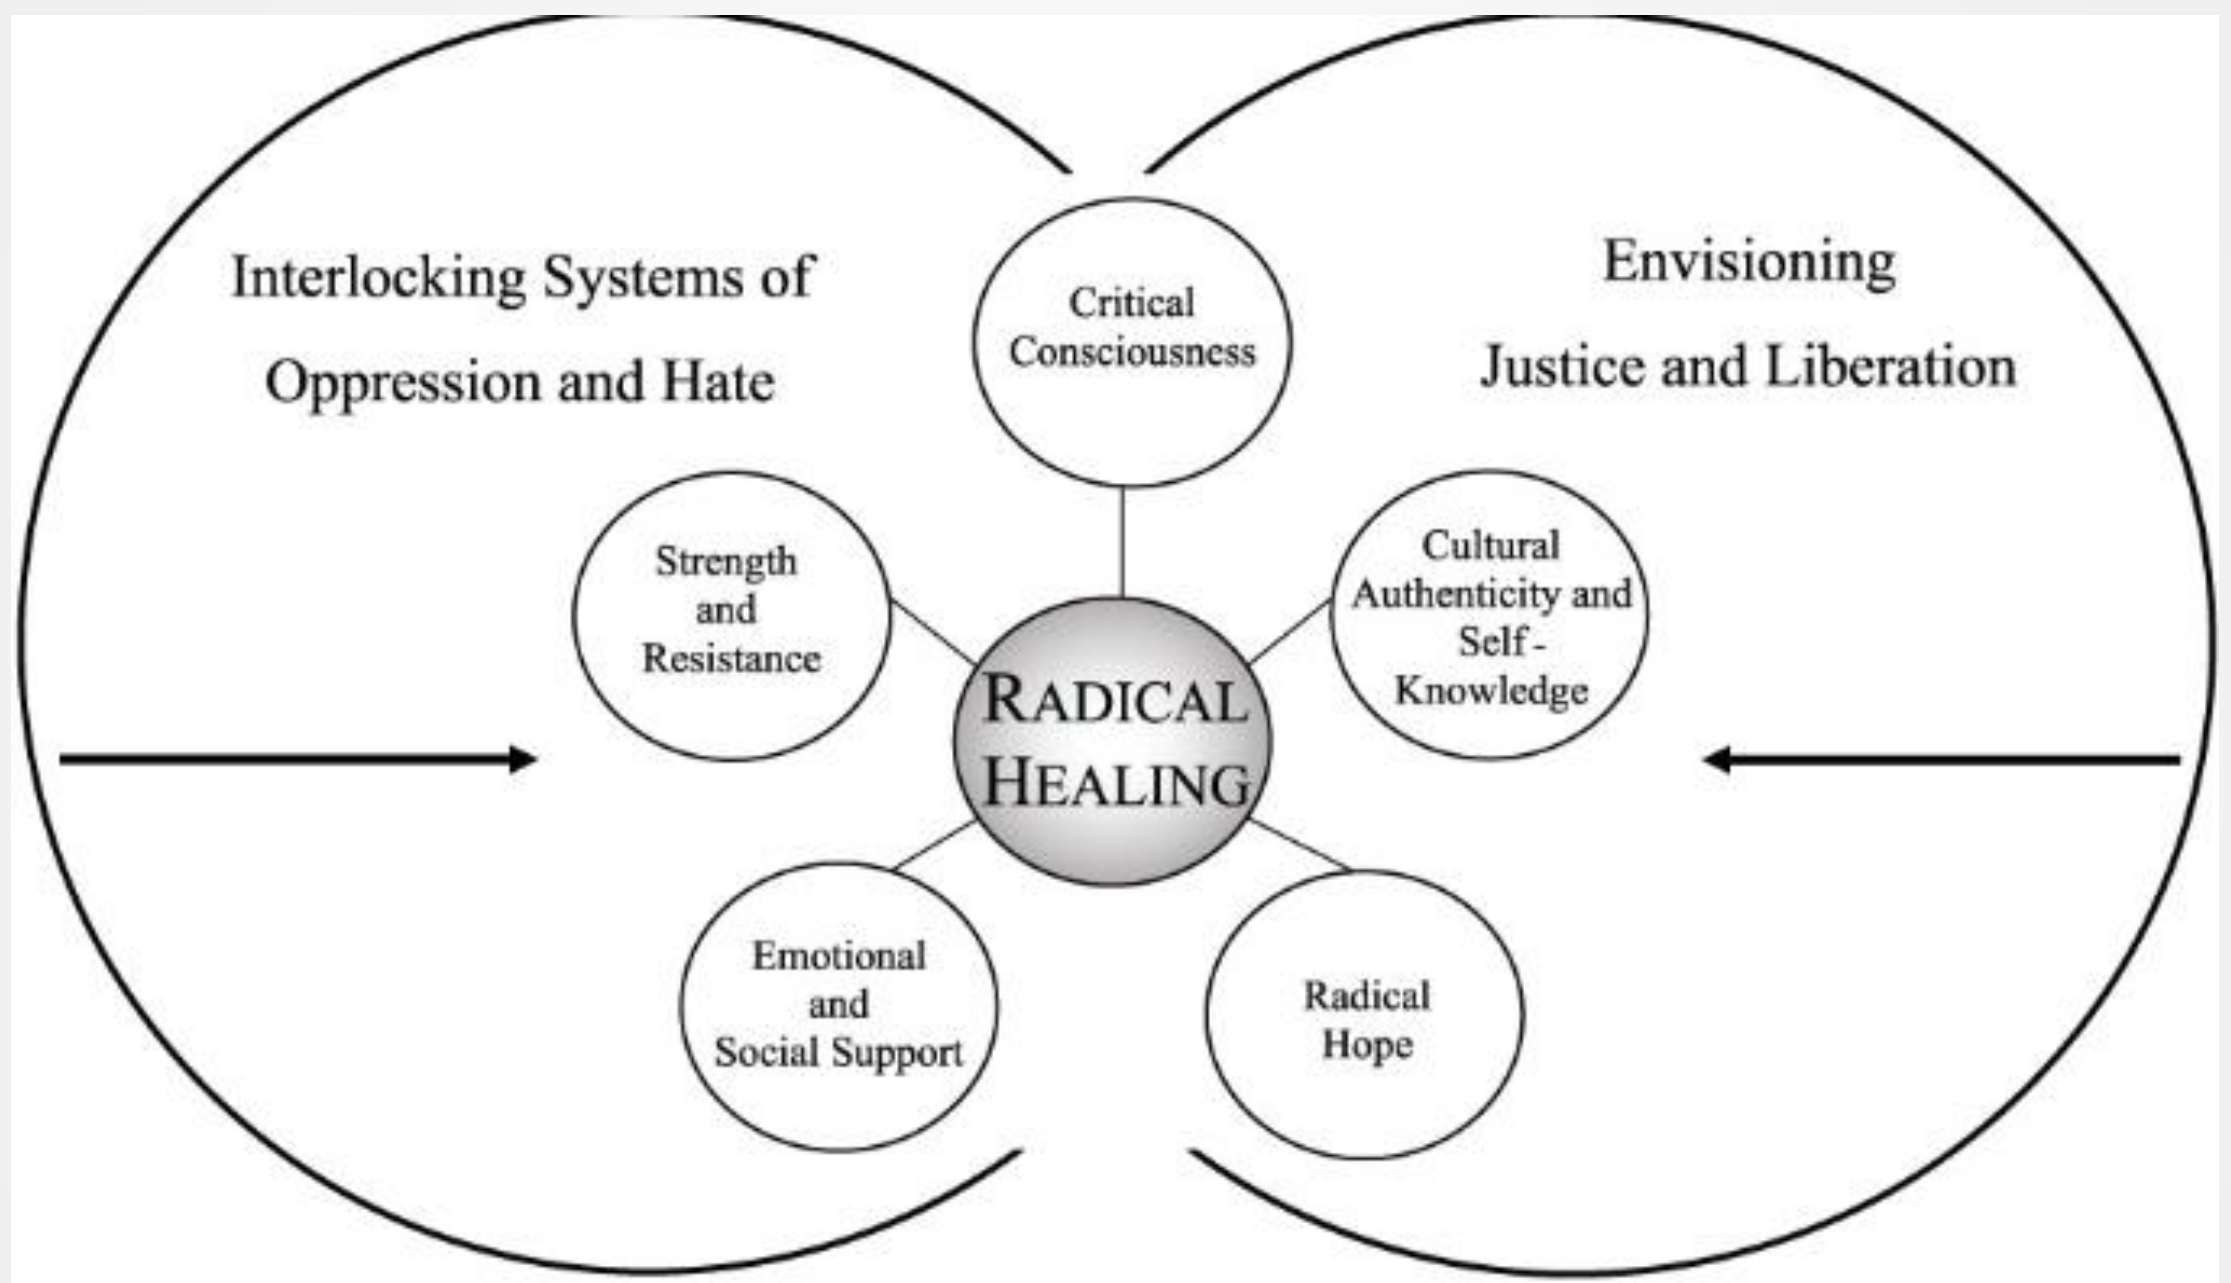 Interlocking Systems of
Oppression and Hate
Envisioning
Justice and Liberation
Critical
Consciousness
Strength
and
Resistance
Cultural
Authenticity and
Self-
Knowledge
RADICAL
HEALING
Emotional
and
Social Support
Radical
Hope